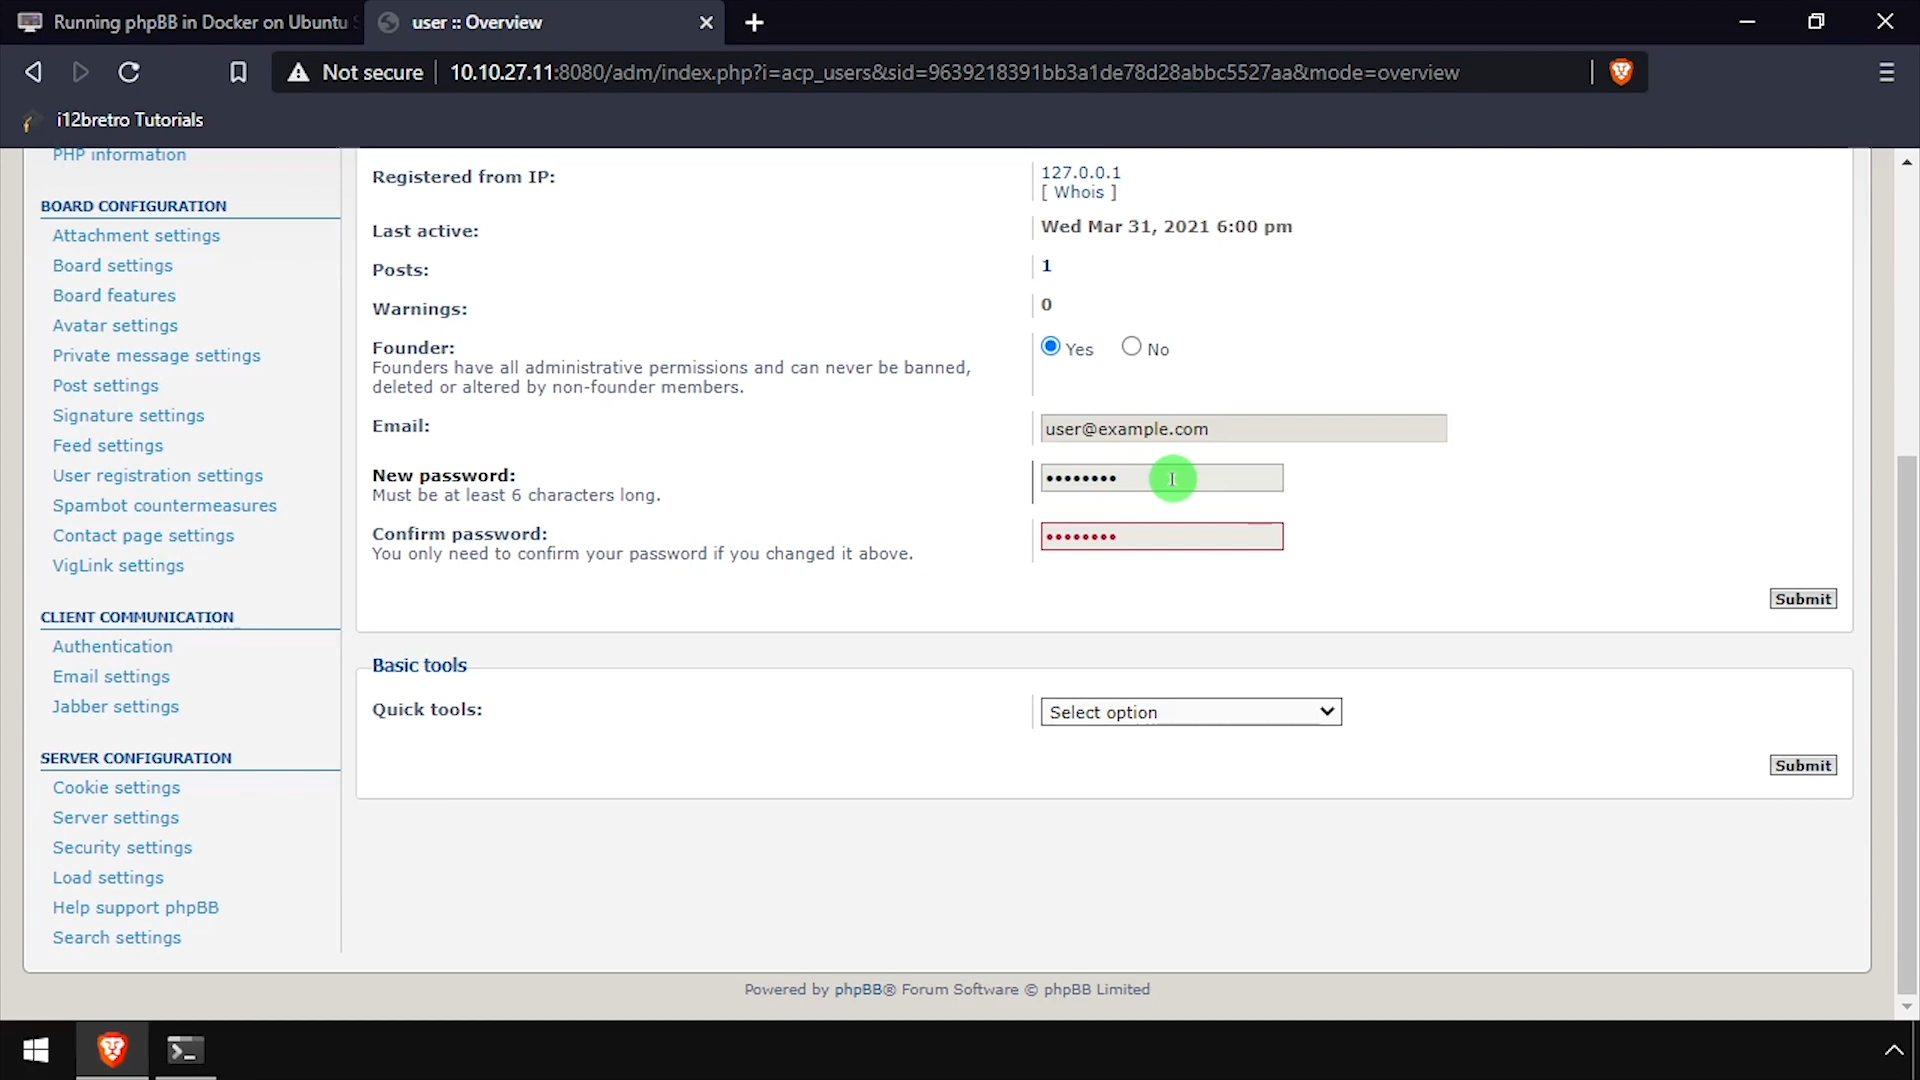 Running phpBB in Docker on Ubuntu
user :: Overview
Not secure
10.10.27.11:8080/adm/index.php?i=acp_users&sid=9639218391bb3a1de78d28abbc5527aa&mode=overview
i12bretro Tutorials
PHP information
BOARD CONFIGURATION
Attachment settings
Board settings
Board features
Avatar settings
Private message settings
Post settings
Signature settings
Feed settings
User registration settings
Spambot countermeasures
Contact page settings
VigLink settings
CLIENT COMMUNICATION
Authentication
Email settings
Jabber settings
SERVER CONFIGURATION
Cookie settings
Server settings
Security settings
Load settings
Help support phpBB
Search settings
Registered from IP:
127.0.0.1
[ Whois ]
Last active:
Wed Mar 31, 2021 6:00 pm
Posts:
1
Warnings:
0
Founder:
Founders have all administrative permissions and can never be banned,
deleted or altered by non-founder members.
Yes No
Email:
user@example.com
New password:
Must be at least 6 characters long.
••••••••
Confirm password:
You only need to confirm your password if you changed it above.
••••••••
Submit
Basic tools
Quick tools:
Select option
Submit
Powered by phpBB® Forum Software © phpBB Limited